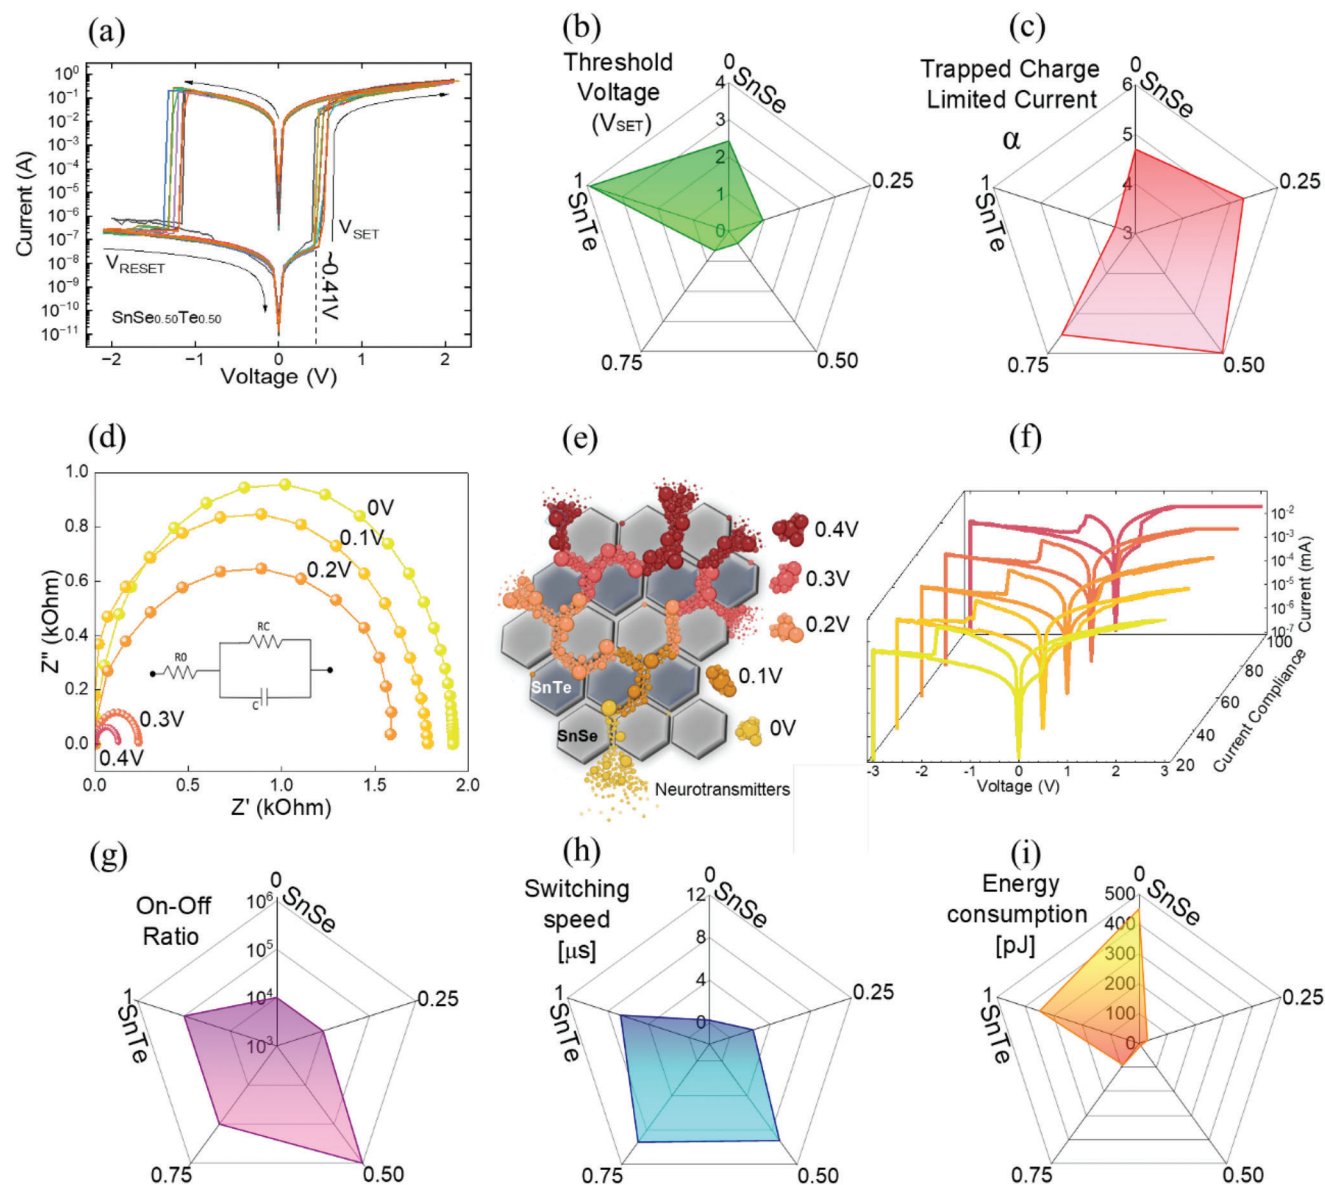 (a)
10⁰
10⁻¹
10⁻²
10⁻³
10⁻⁴
10⁻⁵
10⁻⁶
10⁻⁷
10⁻⁸
10⁻⁹
10⁻¹⁰
10⁻¹¹
Current (A)
V_SET
V_RESET
~0.41V
SnSe₀.₅₀Te₀.₅₀
−2 −1 0 1 2
Voltage (V)
(b)
Threshold
Voltage
(V_SET)
0
SnSe
4
3
2
1
0
0.25
0.50
0.75
1
SnTe
(c)
Trapped Charge
Limited Current
α
0
SnSe
6
5
4
3
0.25
0.50
0.75
1
SnTe
(d)
1.0
0.8
0.6
0.4
0.2
0.0
Z" (kOhm)
0V
0.1V
0.2V
0.3V
0.4V
R0
RC
C
0.0 0.5 1.0 1.5 2.0
Z' (kOhm)
(e)
0.4V
0.3V
0.2V
0.1V
0V
SnTe
SnSe
Neurotransmitters
(f)
10⁻²
10⁻³
10⁻⁴
10⁻⁵
10⁻⁶
10⁻⁷
Current (mA)
100
80
60
40
20
Current Compliance
-3 -2 -1 0 1 2 3
Voltage (V)
(g)
On-Off
Ratio
0
SnSe
10⁶
10⁵
10⁴
10³
0.25
0.50
0.75
1
SnTe
(h)
Switching
speed
[μs]
0
SnSe
12
8
4
0
0.25
0.50
0.75
1
SnTe
(i)
Energy
consumption
[pJ]
0
SnSe
500
400
300
200
100
0
0.25
0.50
0.75
1
SnTe